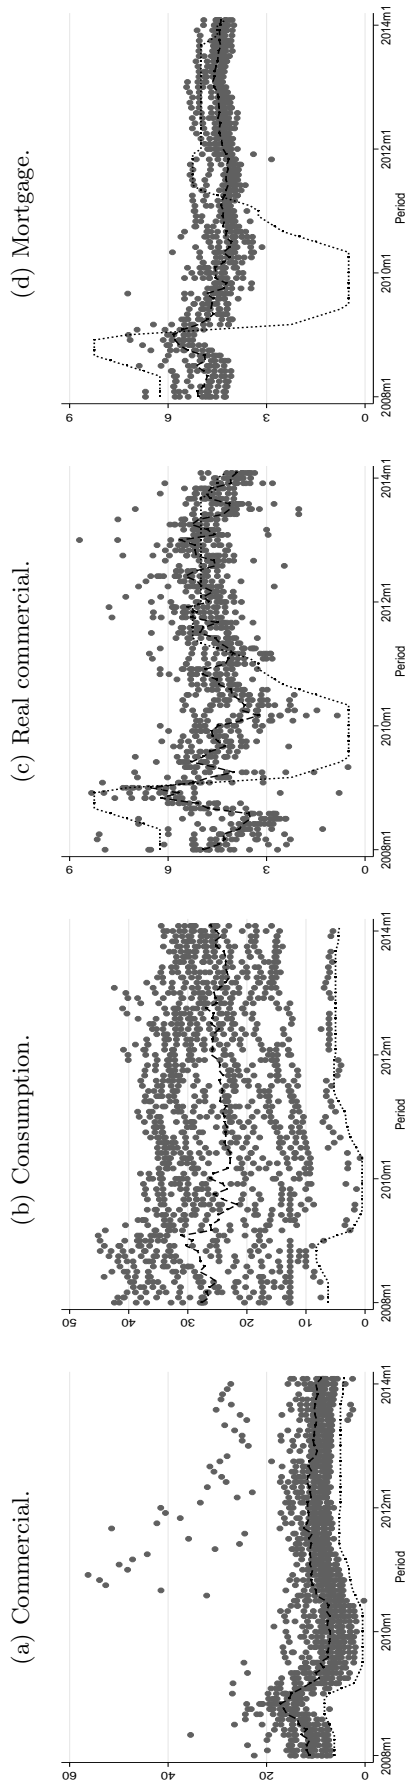 (a) Commercial.
60
40
20
0
2008m1 2010m1 2012m1 2014m1
Period
(b) Consumption.
50
40
30
20
10
0
2008m1 2010m1 2012m1 2014m1
Period
(c) Real commercial.
9
6
3
0
2008m1 2010m1 2012m1 2014m1
Period
(d) Mortgage.
9
6
3
0
2008m1 2010m1 2012m1 2014m1
Period